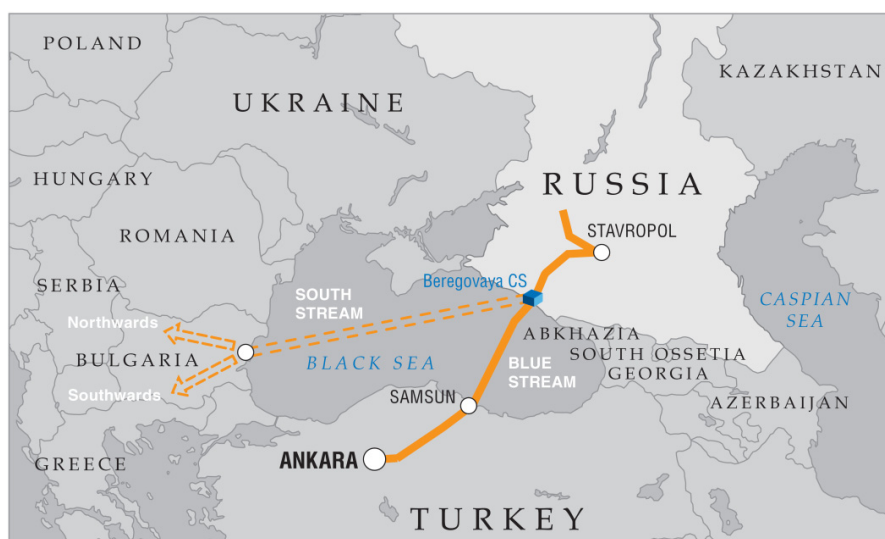 POLAND
KAZAKHSTAN
UKRAINE
HUNGARY
RUSSIA
ROMANIA
STAVROPOL
Beregovaya CS
SERBIA
SOUTH
STREAM
CASPIAN
SEA
Northwards
ABKHAZIA
BULGARIA
BLACK SEA
BLUE
STREAM
SOUTH OSSETIA
GEORGIA
Southwards
SAMSUN
AZERBAIJAN
ANKARA
GREECE
TURKEY